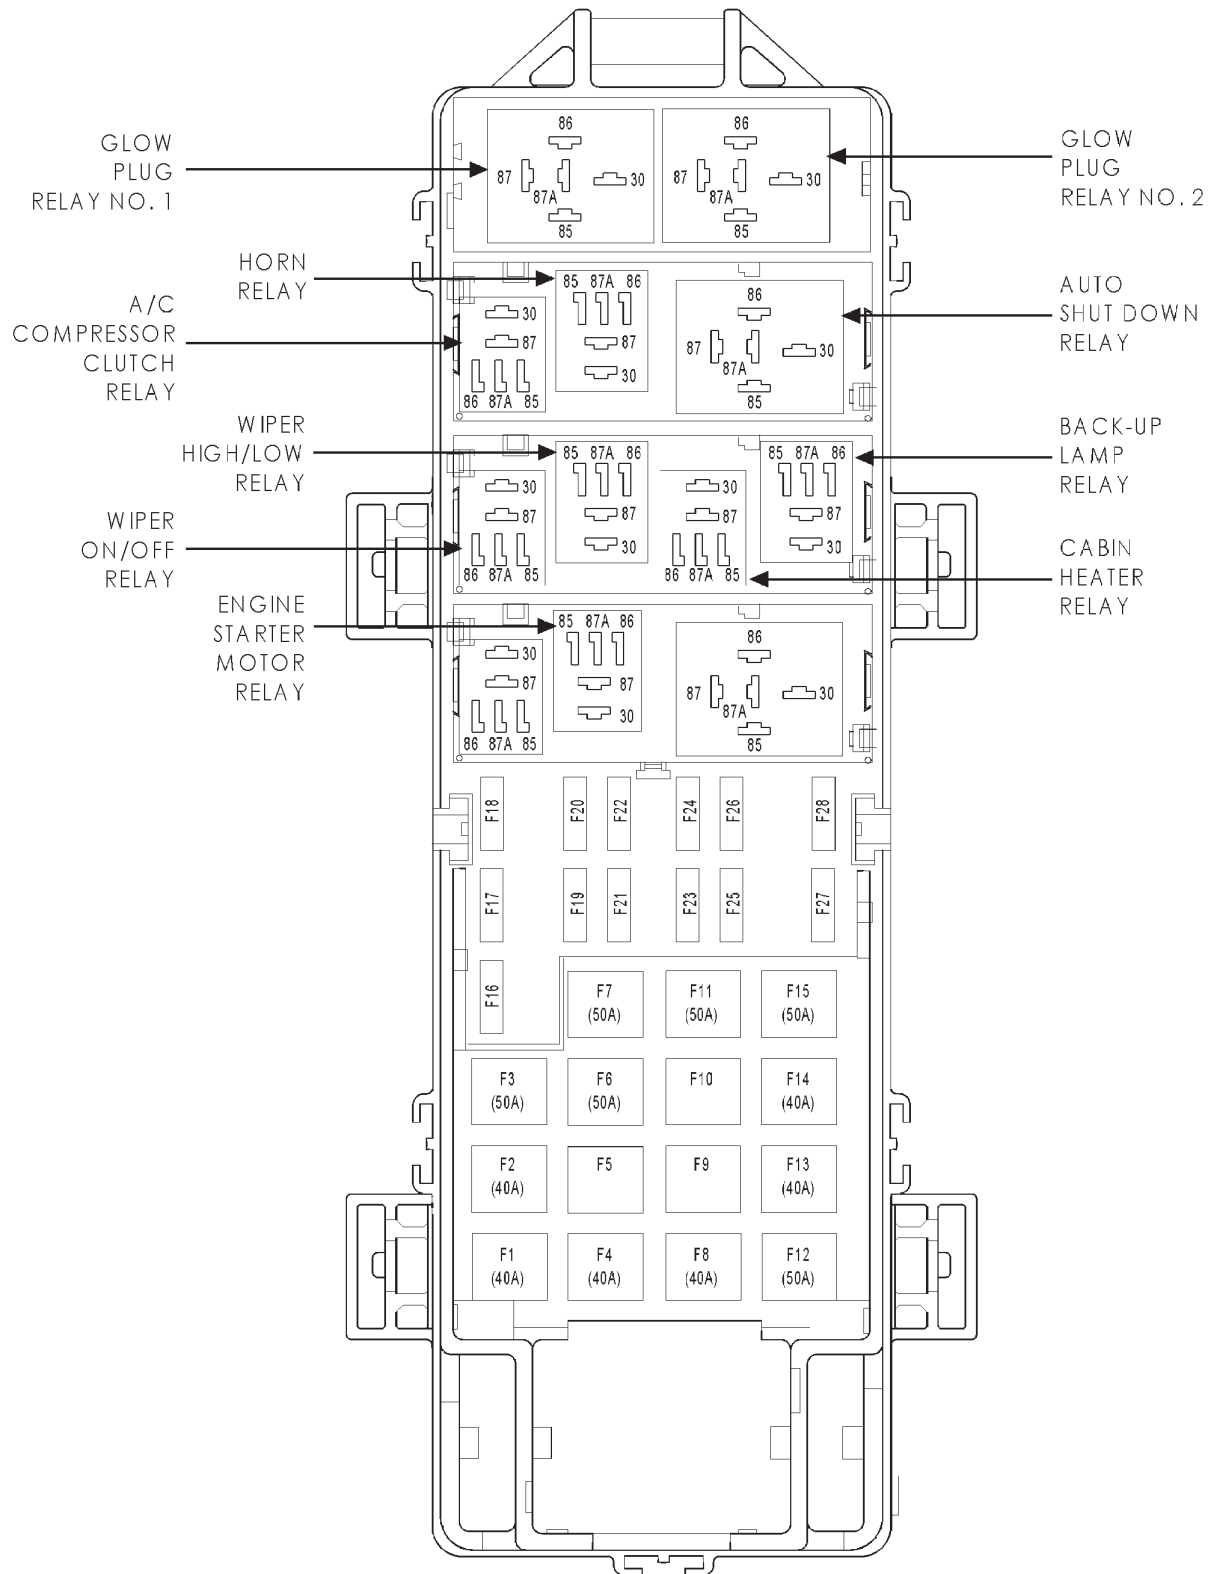 GLOW
PLUG
RELAY NO. 1
GLOW
PLUG
RELAY NO. 2
86
87
87A
30
85
86
87
87A
30
85
HORN
RELAY
A/C
COMPRESSOR
CLUTCH
RELAY
AUTO
SHUT DOWN
RELAY
30
87
86 87A 85
85 87A 86
87
30
86
87
87A
30
85
WIPER
HIGH/LOW
RELAY
WIPER
ON/OFF
RELAY
BACK-UP
LAMP
RELAY
CABIN
HEATER
RELAY
30
87
86 87A 85
85 87A 86
87
30
30
87
86 87A 85
85 87A 86
87
30
ENGINE
STARTER
MOTOR
RELAY
30
87
86 87A 85
85 87A 86
87
30
86
87
87A
30
85
F18 F20 F22 F24 F26 F28
F17 F19 F21 F23 F25 F27
F16
F7
(50A)
F11
(50A)
F15
(50A)
F3
(50A)
F6
(50A)
F10
F14
(40A)
F2
(40A)
F5
F9
F13
(40A)
F1
(40A)
F4
(40A)
F8
(40A)
F12
(50A)